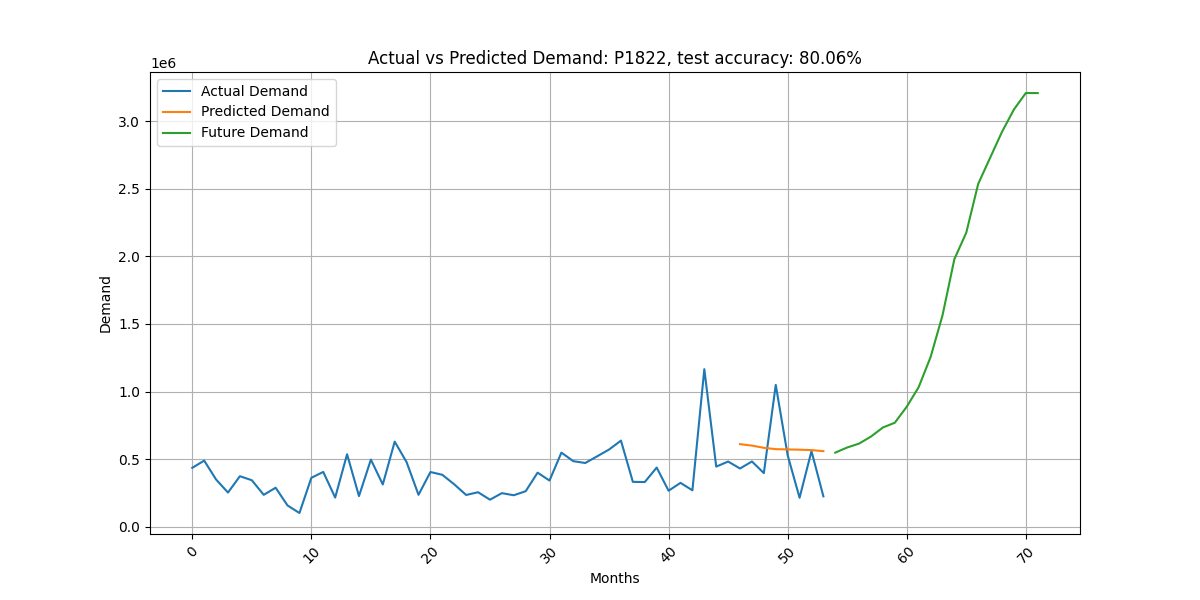 Actual vs Predicted Demand: P1822, test accuracy: 80.06%
1e6
Actual Demand
Predicted Demand
Future Demand
3.0
2.5
2.0
1.5
1.0
0.5
0.0
Demand
0
10
20
30
40
50
60
70
Months